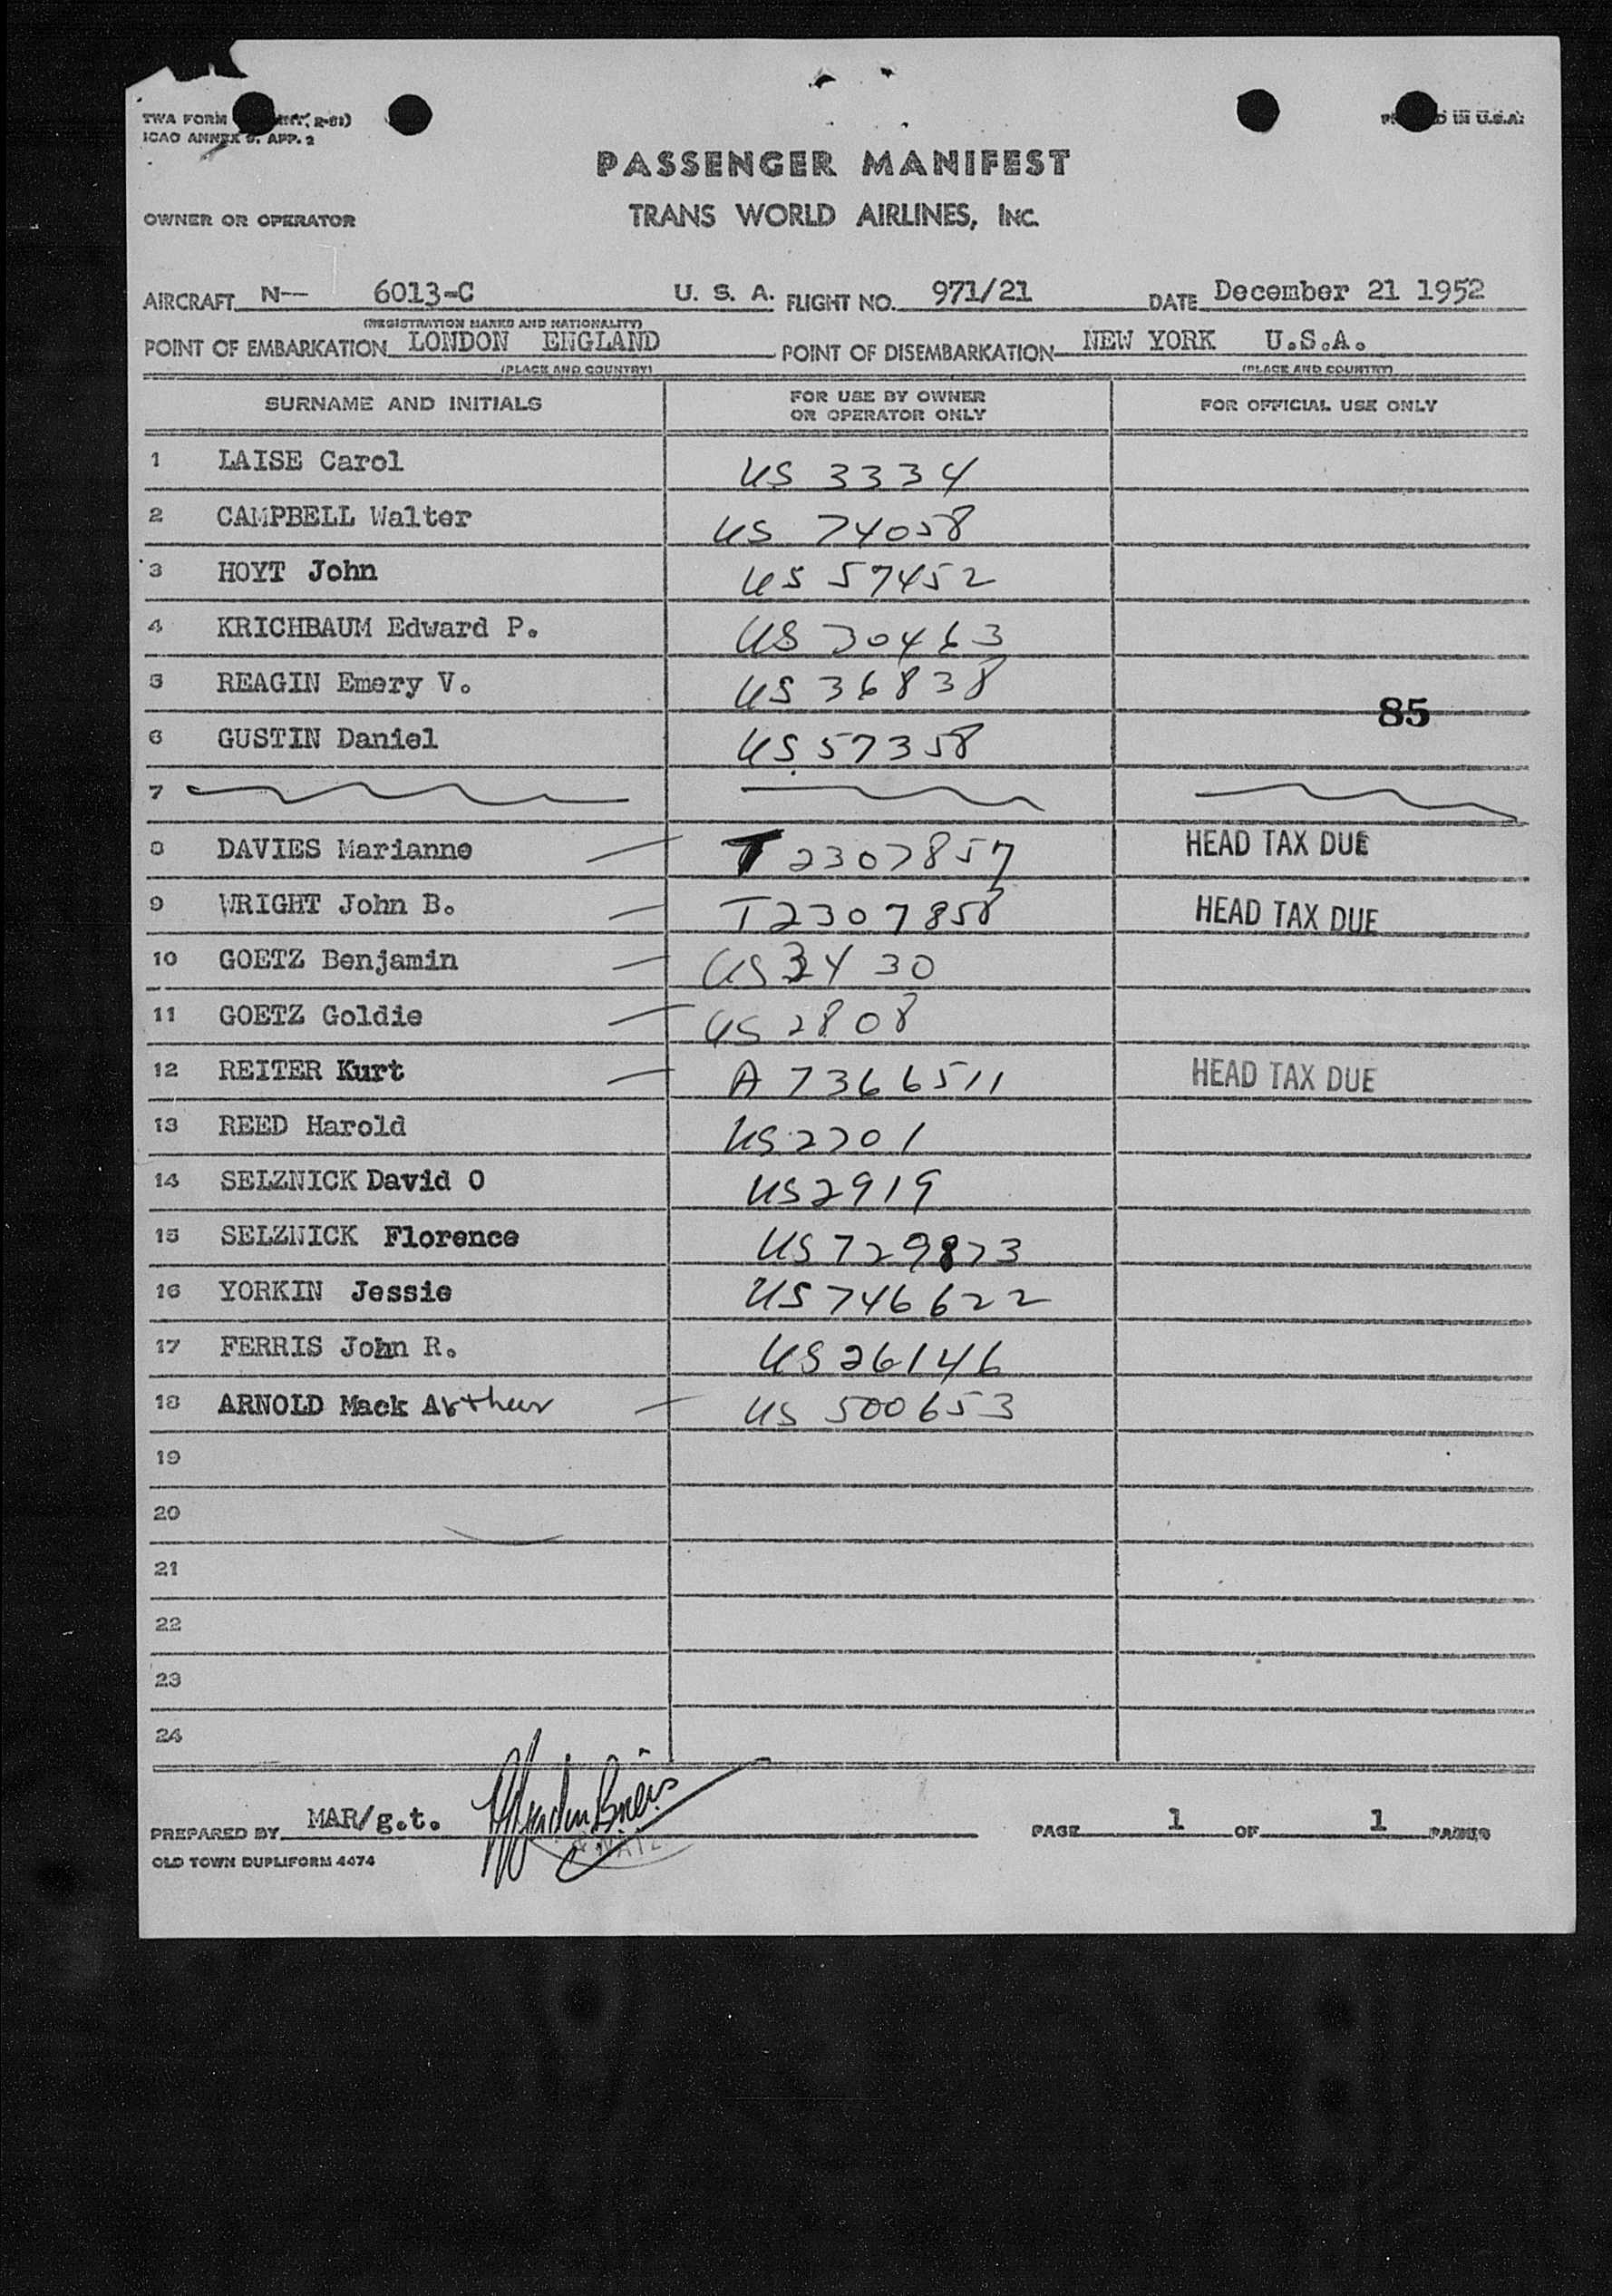 TWA FORM
ICAO ANNEX 9, APP. 2
IN U.S.A.
PASSENGER MANIFEST
OWNER OR OPERATOR TRANS WORLD AIRLINES, INC.
AIRCRAFT N-- 6013-C U. S. A. FLIGHT NO. 971/21 DATE December 21 1952
(REGISTRATION MARKS AND NATIONALITY)
POINT OF EMBARKATION LONDON ENGLAND POINT OF DISEMBARKATION NEW YORK U.S.A.
(PLACE AND COUNTRY) (PLACE AND COUNTRY)
SURNAME AND INITIALS FOR USE BY OWNER OR OPERATOR ONLY FOR OFFICIAL USE ONLY
1 LAISE Carol US 3334
2 CAMPBELL Walter US 74058
3 HOYT John US 57452
4 KRICHBAUM Edward P. US 30463
5 REAGIN Emery V. US 36838
85
6 GUSTIN Daniel US 57358
7
8 DAVIES Marianne T 2307857 HEAD TAX DUE
9 WRIGHT John B. T2307858 HEAD TAX DUE
10 GOETZ Benjamin US 3430
11 GOETZ Goldie US 2808
12 REITER Kurt A 7366511 HEAD TAX DUE
13 REED Harold US 2701
14 SELZNICK David O US2919
15 SELZNICK Florence US 729873
16 YORKIN Jessie US 746622
17 FERRIS John R. US 26146
18 ARNOLD Mack Arthur US 500653
19
20
21
22
23
24
PREPARED BY MAR/g.t. PAGE 1 OF 1 PAGES
OLD TOWN DUPLIFORM 4474